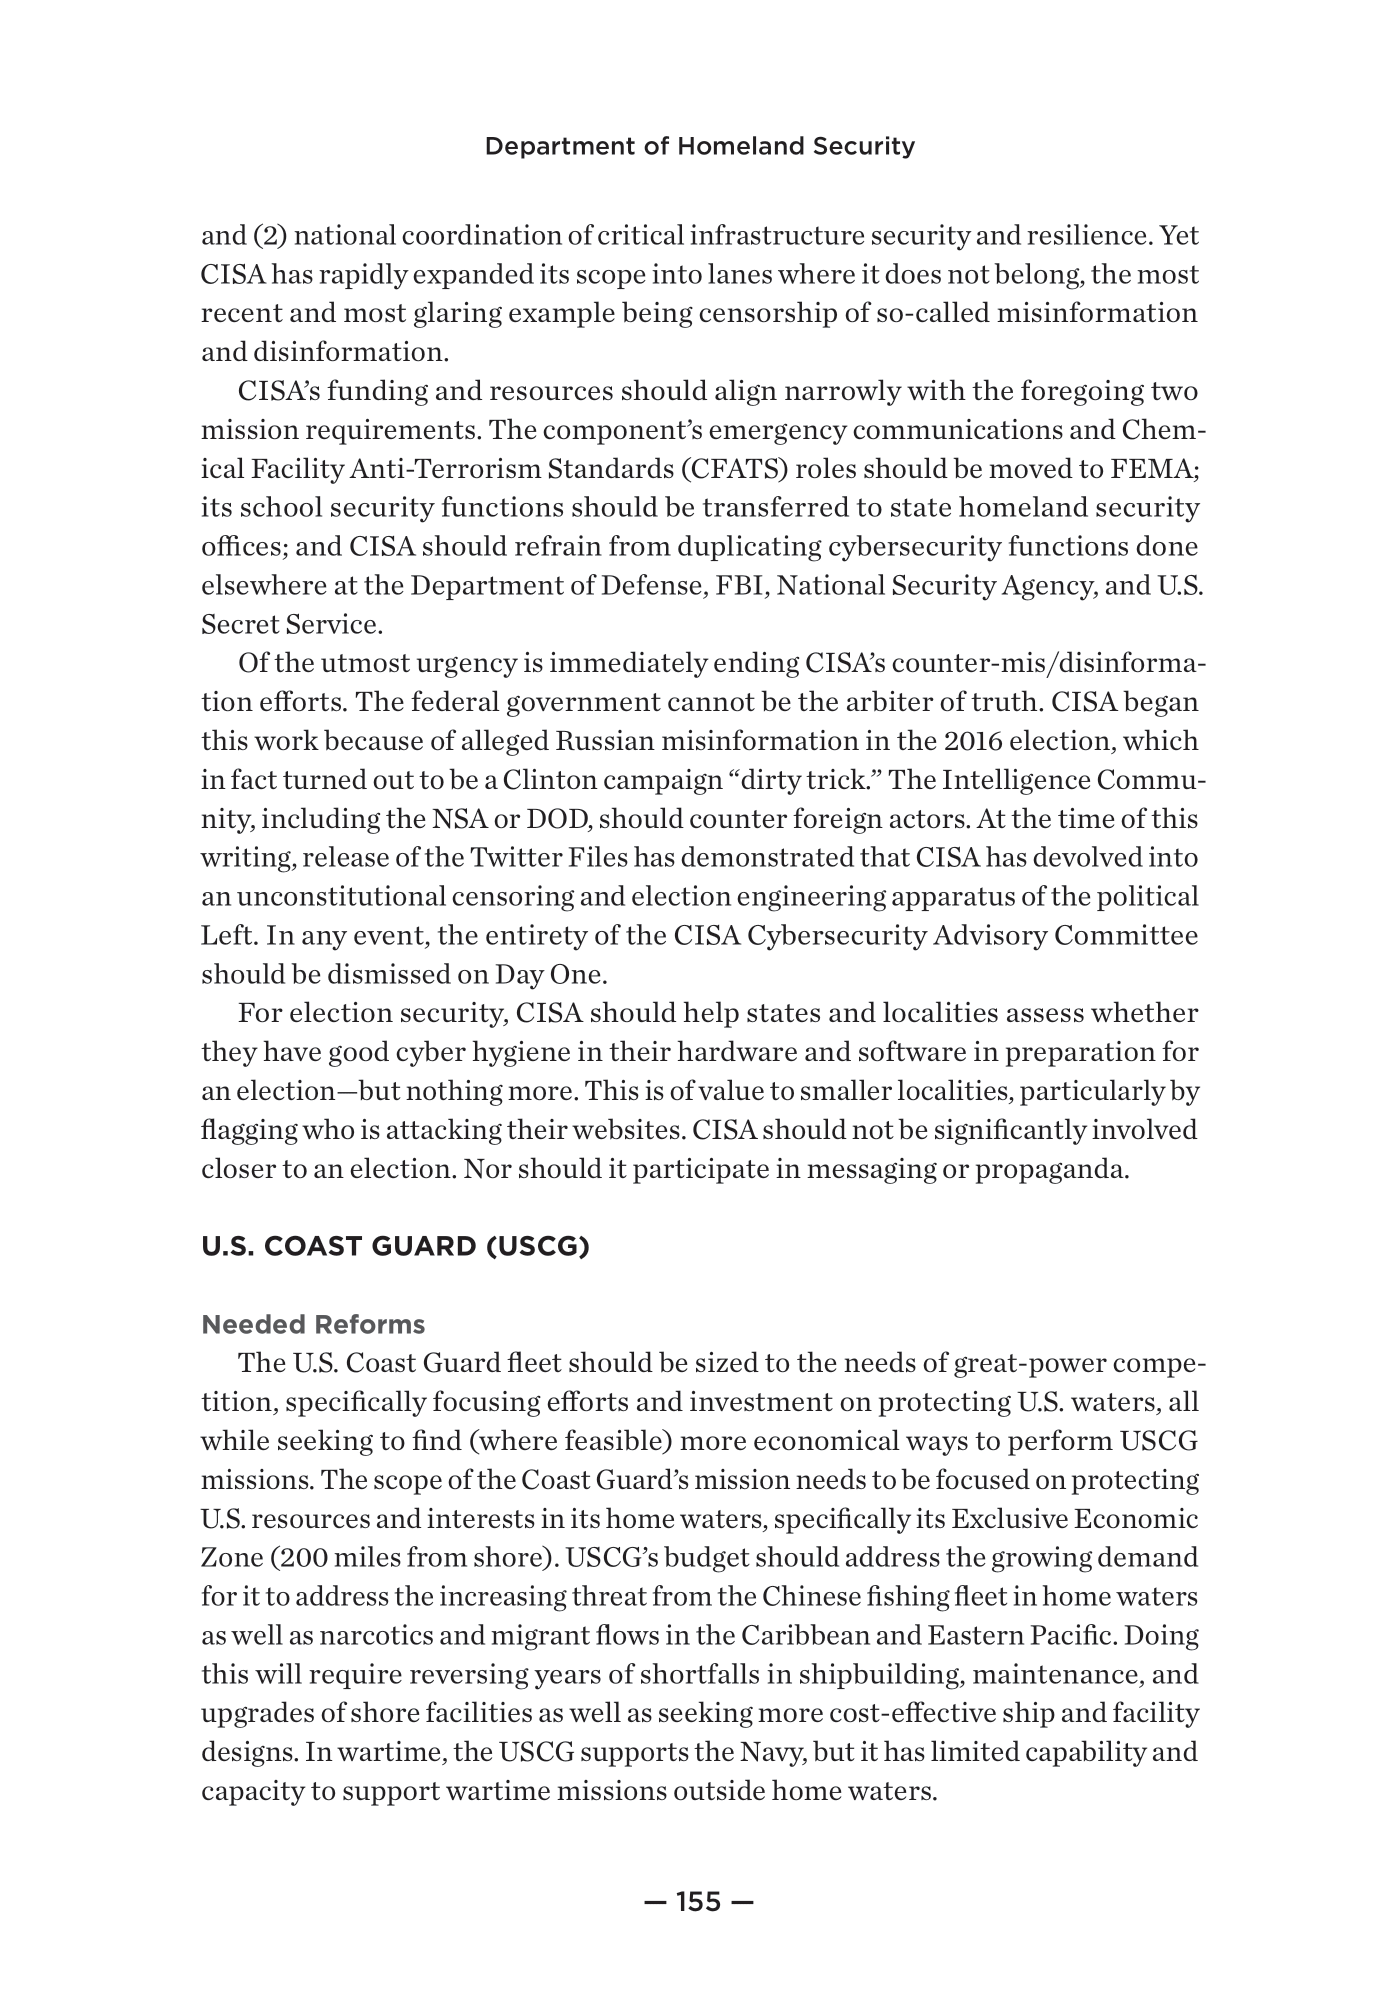 Department of Homeland Security
and (2) national coordination of critical infrastructure security and resilience. Yet
CISA has rapidly expanded its scope into lanes where it does not belong, the most
recent and most glaring example being censorship of so-called misinformation
and disinformation.
CISA’s funding and resources should align narrowly with the foregoing two
mission requirements. The component’s emergency communications and Chem-
ical Facility Anti-Terrorism Standards (CFATS) roles should be moved to FEMA;
its school security functions should be transferred to state homeland security
offices; and CISA should refrain from duplicating cybersecurity functions done
elsewhere at the Department of Defense, FBI, National Security Agency, and U.S.
Secret Service.
Of the utmost urgency is immediately ending CISA’s counter-mis/disinforma-
tion efforts. The federal government cannot be the arbiter of truth. CISA began
this work because of alleged Russian misinformation in the 2016 election, which
in fact turned out to be a Clinton campaign “dirty trick.” The Intelligence Commu-
nity, including the NSA or DOD, should counter foreign actors. At the time of this
writing, release of the Twitter Files has demonstrated that CISA has devolved into
an unconstitutional censoring and election engineering apparatus of the political
Left. In any event, the entirety of the CISA Cybersecurity Advisory Committee
should be dismissed on Day One.
For election security, CISA should help states and localities assess whether
they have good cyber hygiene in their hardware and software in preparation for
an election—but nothing more. This is of value to smaller localities, particularly by
flagging who is attacking their websites. CISA should not be significantly involved
closer to an election. Nor should it participate in messaging or propaganda.
U.S. COAST GUARD (USCG)
Needed Reforms
The U.S. Coast Guard fleet should be sized to the needs of great-power compe-
tition, specifically focusing efforts and investment on protecting U.S. waters, all
while seeking to find (where feasible) more economical ways to perform USCG
missions. The scope of the Coast Guard’s mission needs to be focused on protecting
U.S. resources and interests in its home waters, specifically its Exclusive Economic
Zone (200 miles from shore). USCG’s budget should address the growing demand
for it to address the increasing threat from the Chinese fishing fleet in home waters
as well as narcotics and migrant flows in the Caribbean and Eastern Pacific. Doing
this will require reversing years of shortfalls in shipbuilding, maintenance, and
upgrades of shore facilities as well as seeking more cost-effective ship and facility
designs. In wartime, the USCG supports the Navy, but it has limited capability and
capacity to support wartime missions outside home waters.
— 155 —